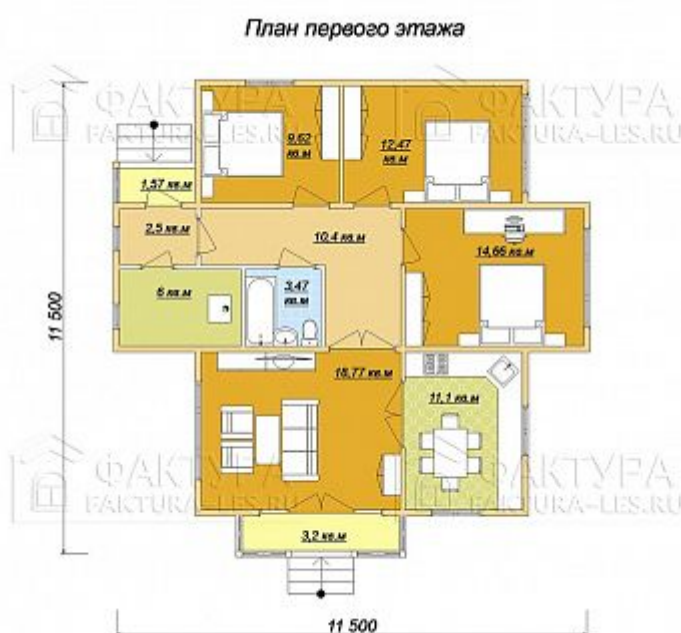 План первого этажа
ФАКТУРА
FAKTURA-LES.RU
ФАКТУРА
FAKTURA-LES.RU
9,62
кв.м
12,47
кв.м
1,57 кв.м
2,5 кв.м
10.4 кв.м
14,66 кв.м
6 кв.м
3,47
кв.м
11 500
18,77 кв.м
11,1 кв.м
ФАКТУРА
FAKTURA-LES.RU
ФАКТУРА
FAKTURA-LES.RU
3,2 кв.м
11 500